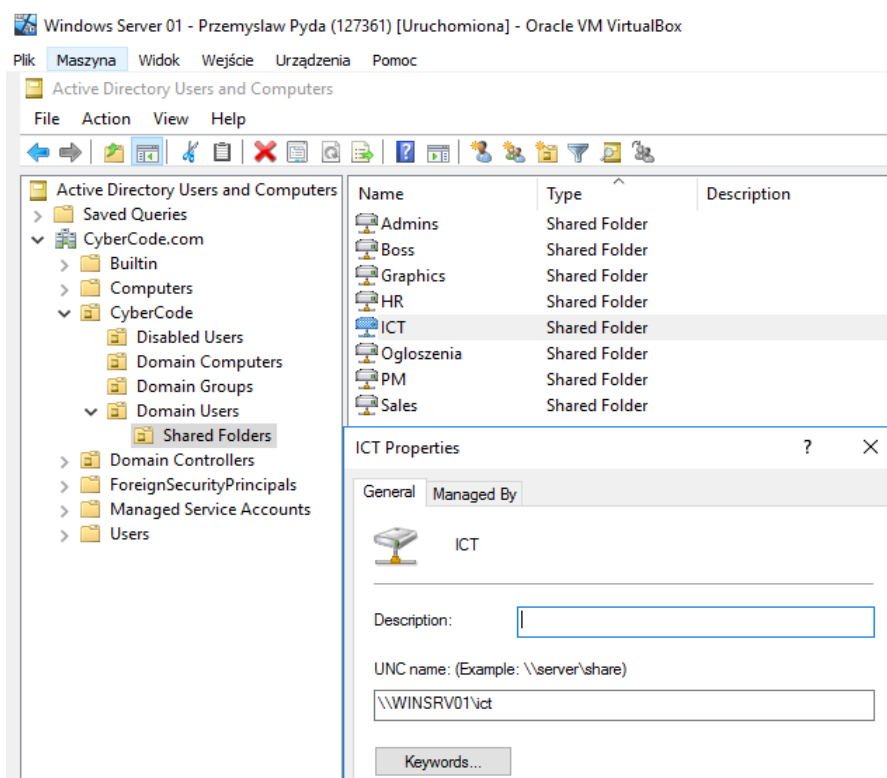 Windows Server 01 - Przemyslaw Pyda (127361) [Uruchomiona] - Oracle VM VirtualBox
Plik Maszyna Widok Wejście Urządzenia Pomoc
Active Directory Users and Computers
File Action View Help
Active Directory Users and Computers
Saved Queries
CyberCode.com
Builtin
Computers
CyberCode
Disabled Users
Domain Computers
Domain Groups
Domain Users
Shared Folders
Domain Controllers
ForeignSecurityPrincipals
Managed Service Accounts
Users
Name Type Description
Admins Shared Folder
Boss Shared Folder
Graphics Shared Folder
HR Shared Folder
ICT Shared Folder
Ogloszenia Shared Folder
PM Shared Folder
Sales Shared Folder
ICT Properties ?
General Managed By
ICT
Description:
UNC name: (Example: \\server\share)
\\WINSRV01\ict
Keywords...